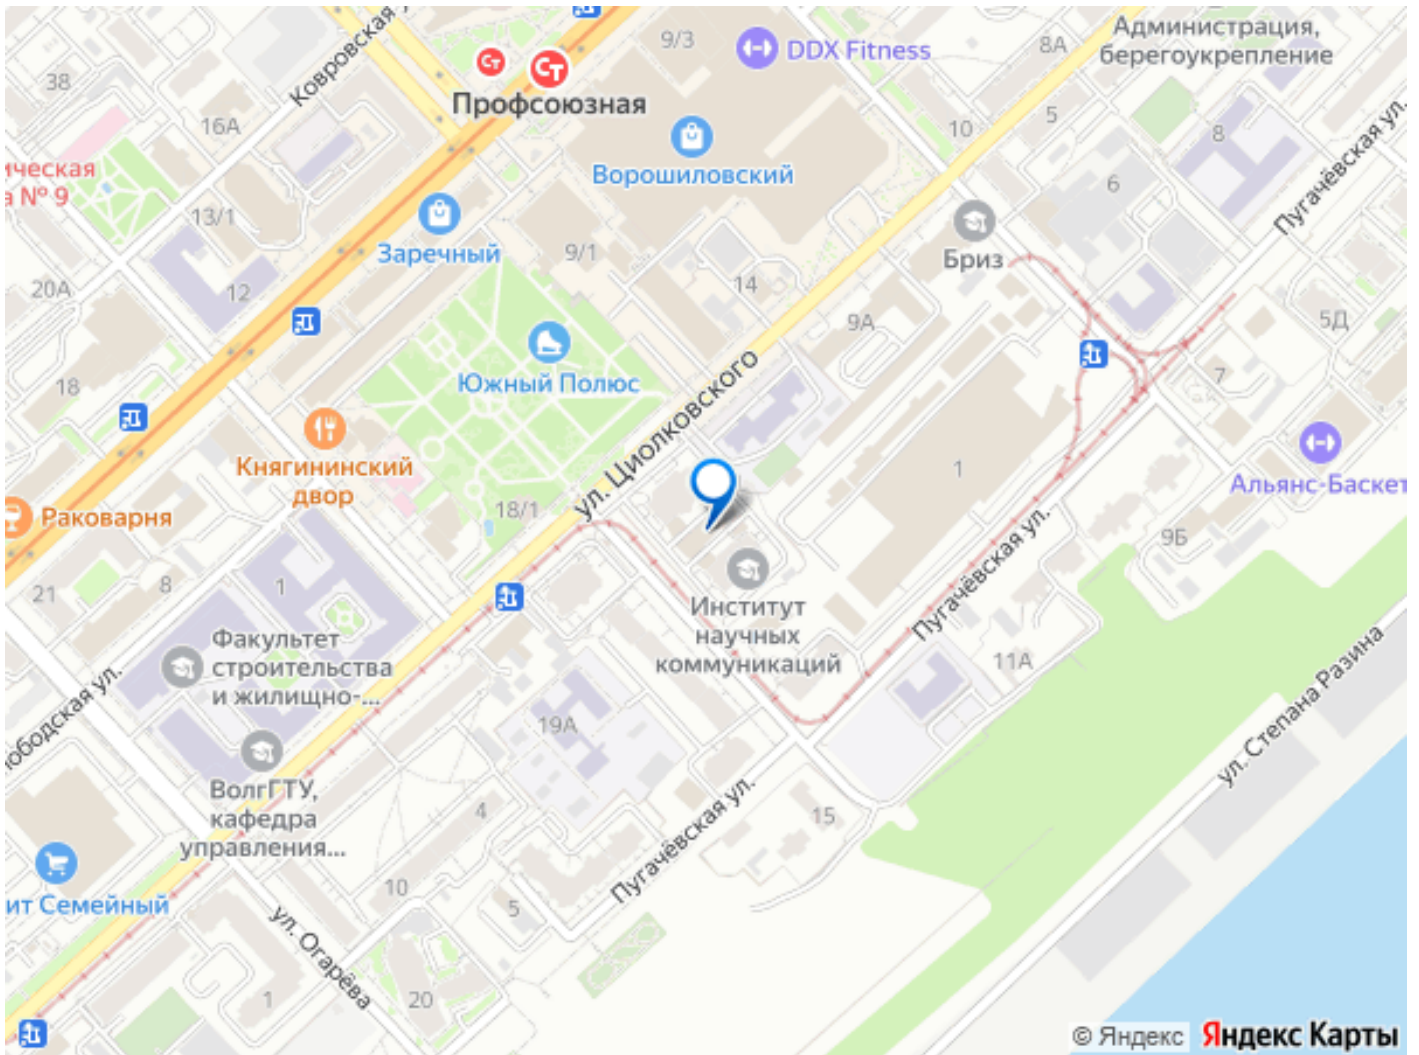 Администрация,
берегоукрепление
9/3
DDX Fitness
8А
38
Ковровская у
Профсоюзная
5
16А
10
8
Пугачёвская ул.
ическая
а № 9
Ворошиловский
6
13/1
Заречный
9/1
Бриз
20А
12
14
9А
5Д
Южный Полюс
18
7
ул. Циолковского
Княгининский
двор
1
Альянс-Баскет
Раковарня
18/1
9Б
Пугачёвская ул.
21
8
1
Институт
научных
коммуникаций
Факультет
строительства
и жилищно-...
11А
ул. Степана Разина
ободская ул.
19А
ВолгГТУ,
кафедра
управления...
4
15
Пугачёвская ул.
10
5
ит Семейный
ул. Огарёва
1
20
© Яндекс
Яндекс Карты